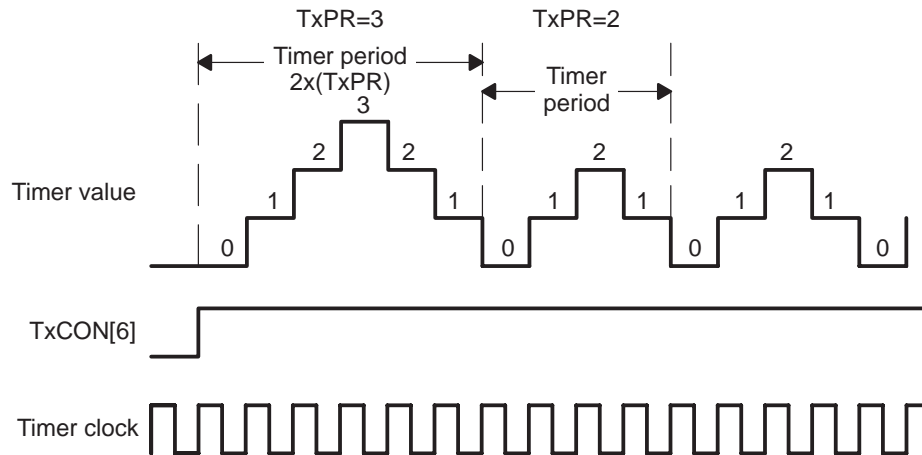 TxPR=3
TxPR=2
Timer period
2x(TxPR)
Timer
period
3
2
2
2
2
Timer value
1
1
1
1
1
1
0
0
0
0
TxCON[6]
Timer clock